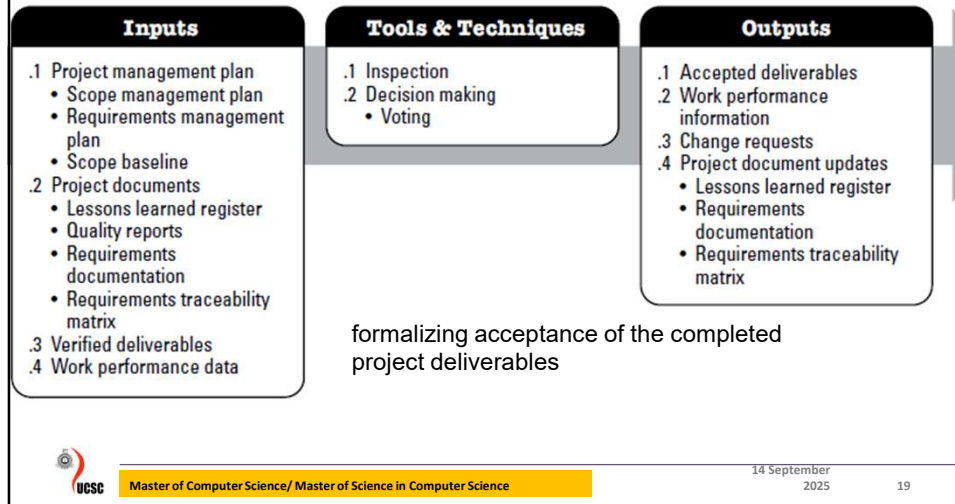 Inputs
.1 Project management plan
• Scope management plan
• Requirements management
plan
• Scope baseline
.2 Project documents
• Lessons learned register
• Quality reports
• Requirements
documentation
• Requirements traceability
matrix
.3 Verified deliverables
.4 Work performance data
Tools & Techniques
.1 Inspection
.2 Decision making
• Voting
Outputs
.1 Accepted deliverables
.2 Work performance
information
.3 Change requests
.4 Project document updates
• Lessons learned register
• Requirements
documentation
• Requirements traceability
matrix
formalizing acceptance of the completed
project deliverables
UCSC
Master of Computer Science/ Master of Science in Computer Science
14 September
2025
19